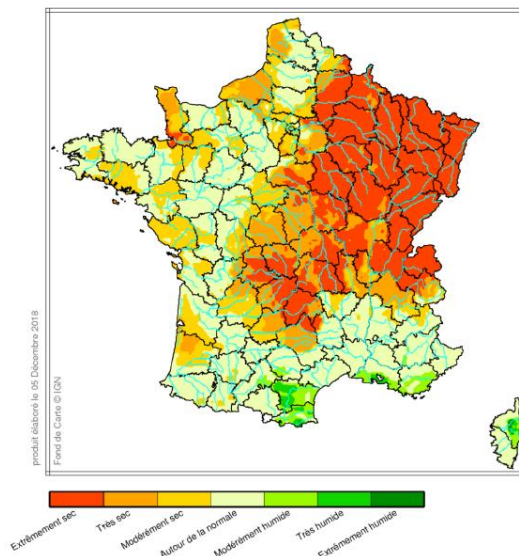 produit élaboré le 05 Décembre 2018
Fond de Carte © IGN
Extrêmement sec
Très sec
Modérément sec
Autour de la normale
Modérément humide
Très humide
Extrêmement humide